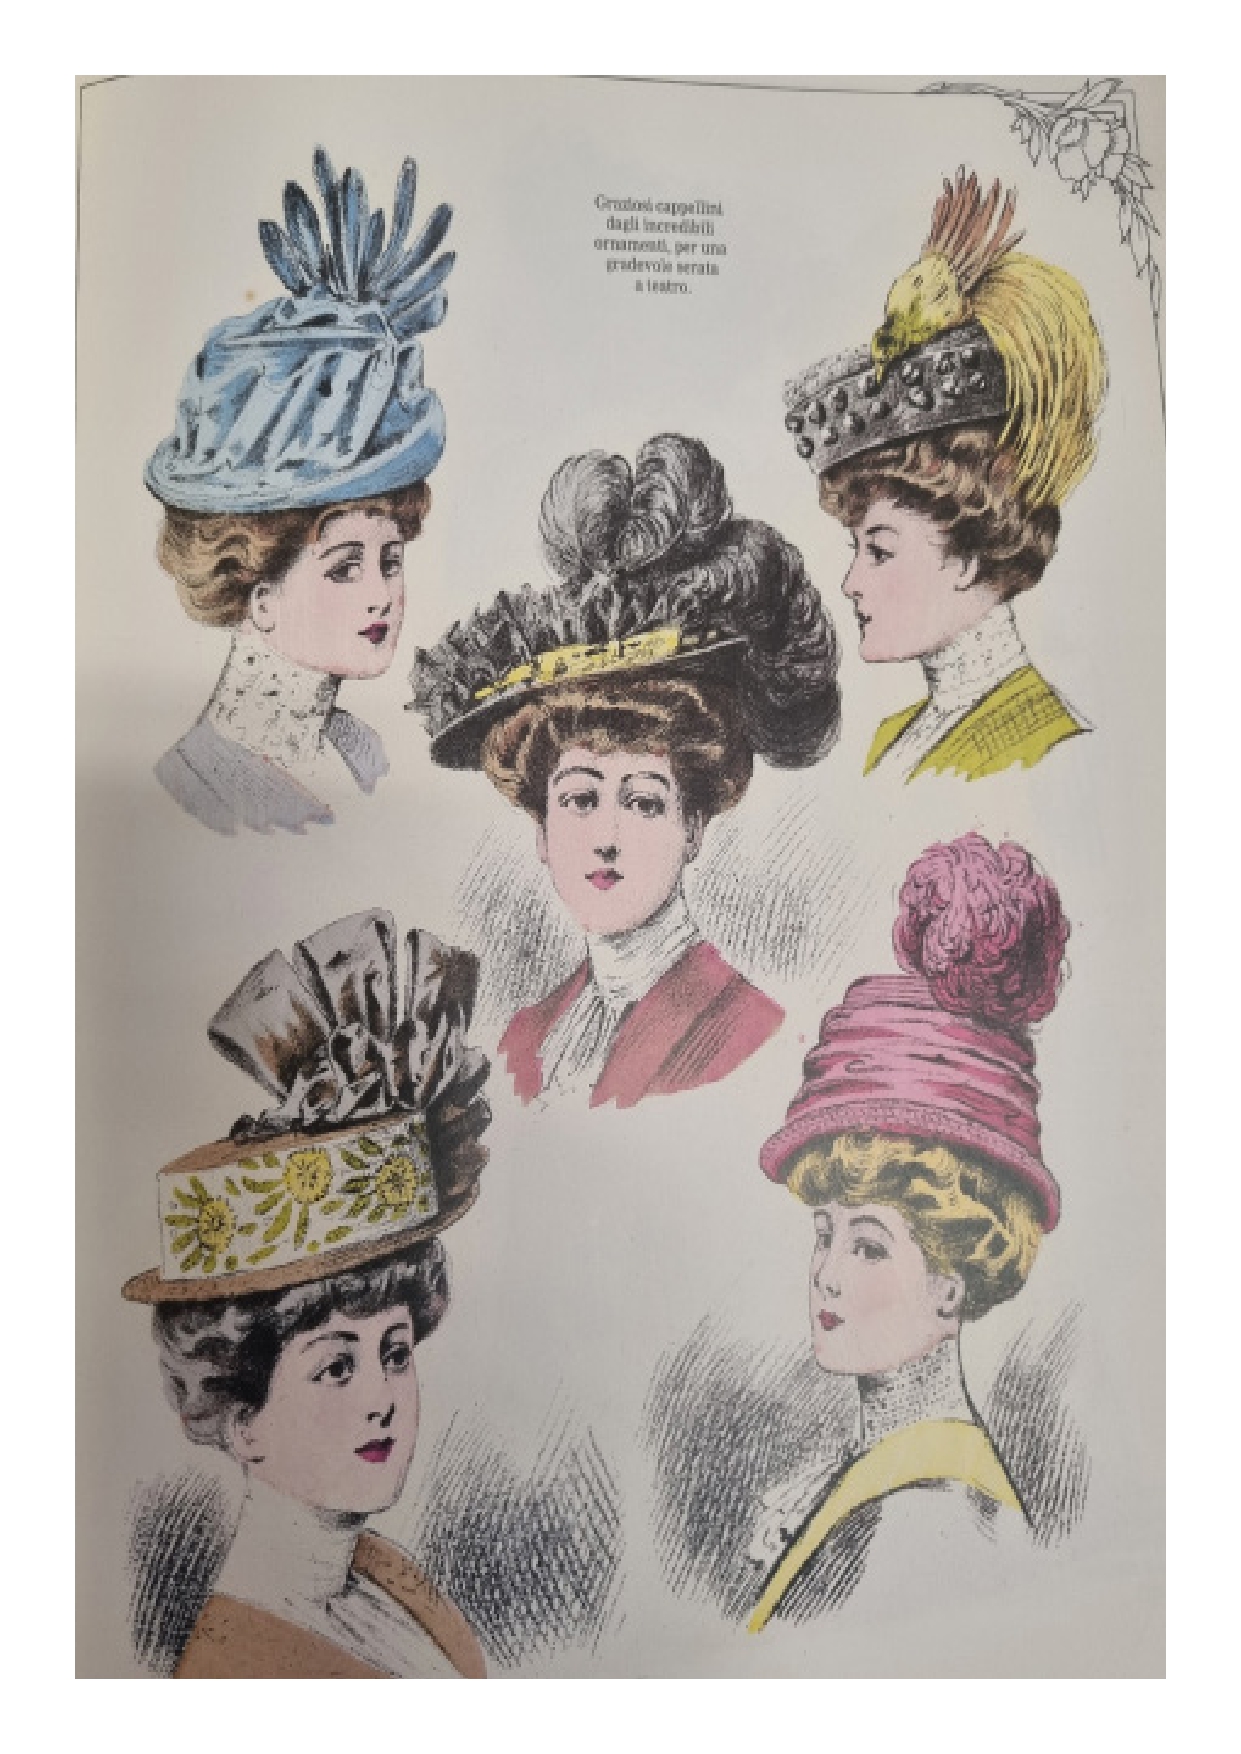 Graziosi cappellini
dagli incredibili
ornamenti, per una
gradevole serata
a teatro.